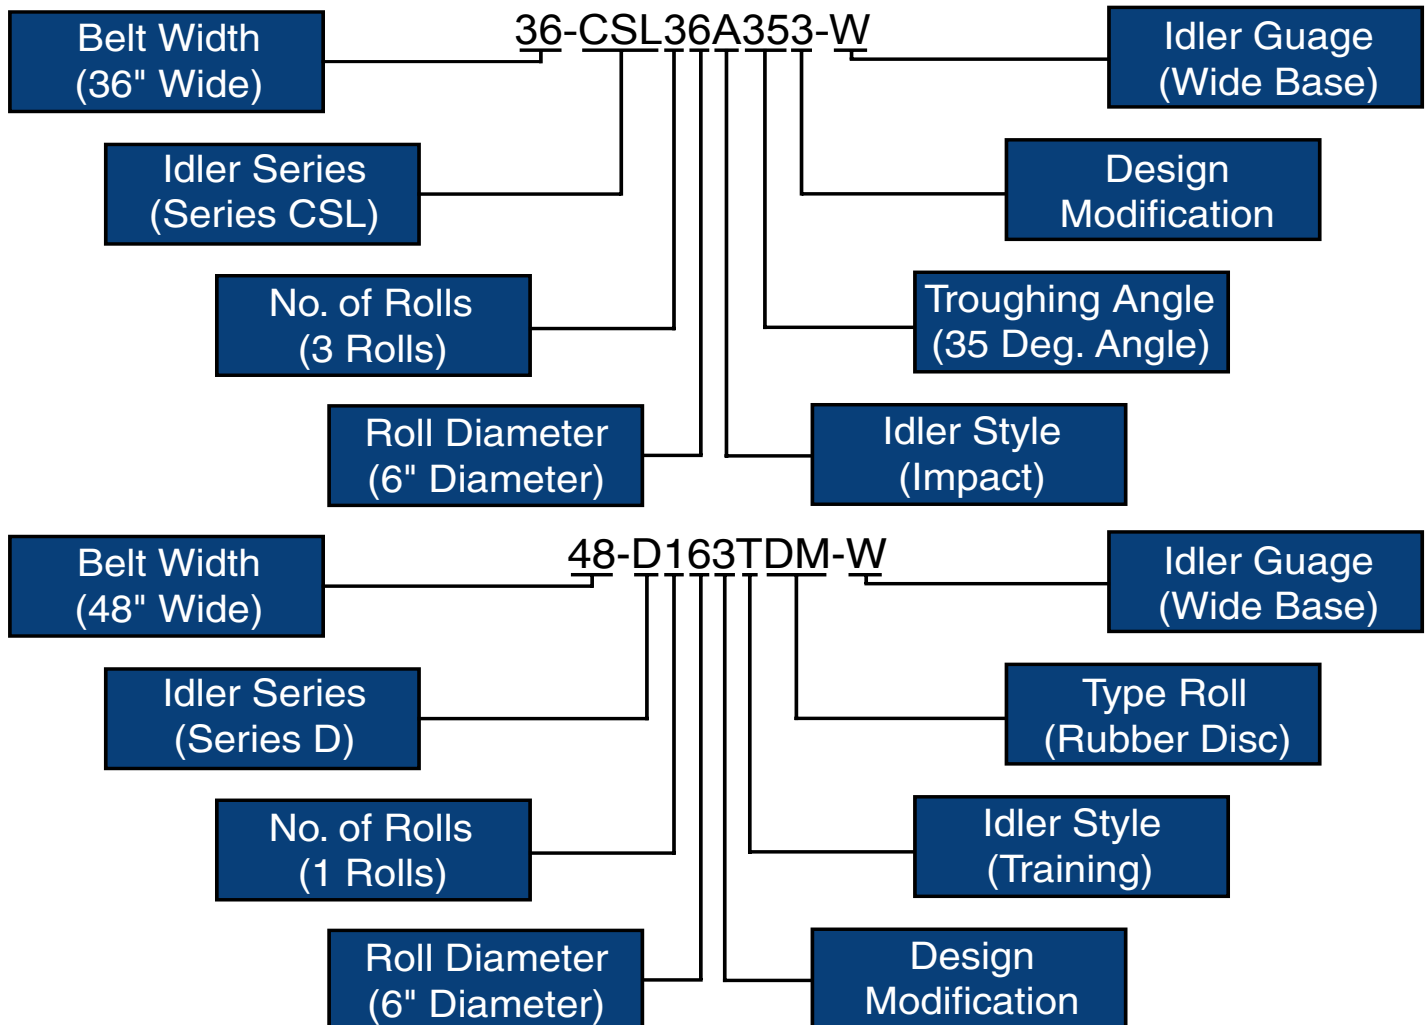 36-CSL36A353-W
Belt Width
(36" Wide)
Idler Guage
(Wide Base)
Idler Series
(Series CSL)
Design
Modification
No. of Rolls
(3 Rolls)
Troughing Angle
(35 Deg. Angle)
Roll Diameter
(6" Diameter)
Idler Style
(Impact)
48-D163TDM-W
Belt Width
(48" Wide)
Idler Guage
(Wide Base)
Idler Series
(Series D)
Type Roll
(Rubber Disc)
No. of Rolls
(1 Rolls)
Idler Style
(Training)
Roll Diameter
(6" Diameter)
Design
Modification